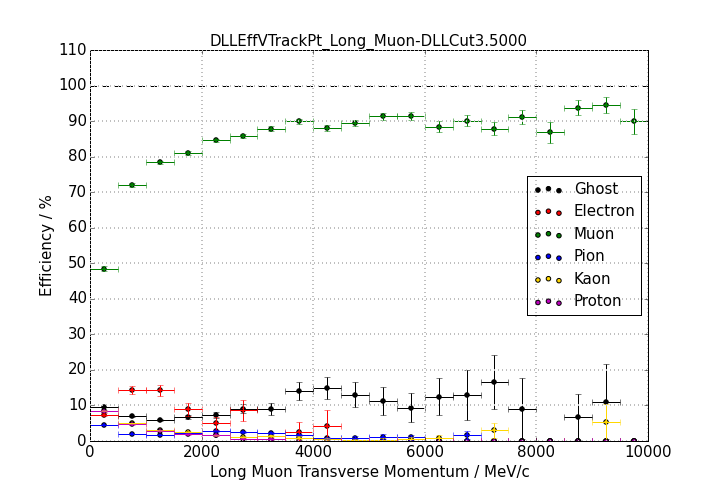 DLLEffVTrackPt_Long_Muon-DLLCut3.5000
110
100
90
80
70
60
50
40
30
20
10
0
Efficiency / %
Ghost
Electron
Muon
Pion
Kaon
Proton
0 2000 4000 6000 8000 10000
Long Muon Transverse Momentum / MeV/c